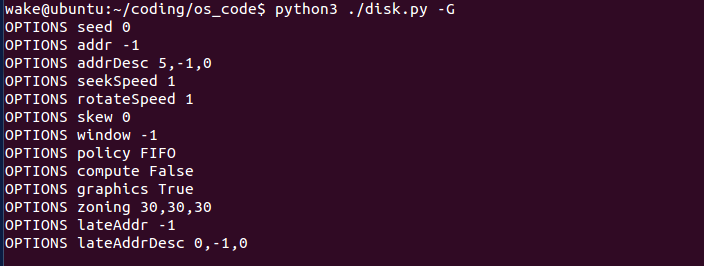 wake@ubuntu:~/coding/os_code$ python3 ./disk.py -G
OPTIONS seed 0
OPTIONS addr -1
OPTIONS addrDesc 5,-1,0
OPTIONS seekSpeed 1
OPTIONS rotateSpeed 1
OPTIONS skew 0
OPTIONS window -1
OPTIONS policy FIFO
OPTIONS compute False
OPTIONS graphics True
OPTIONS zoning 30,30,30
OPTIONS lateAddr -1
OPTIONS lateAddrDesc 0,-1,0